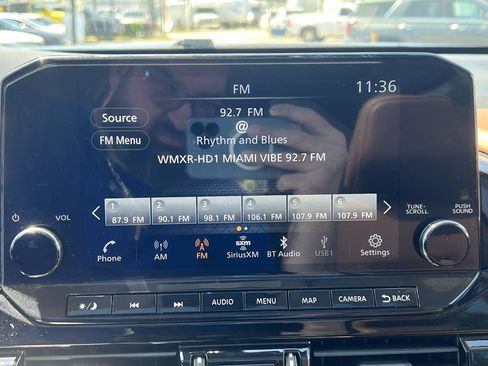 FM
11:36
Source
92.7 FM
@
FM Menu
Rhythm and Blues
WMXR-HD1 MIAMI VIBE 92.7 FM
1 2 3 4 5 6
87.9 FM 90.1 FM 98.1 FM 106.1 FM 107.9 FM 107.9 FM
VOL
TUNE·SCROLL
PUSH SOUND
sxm
Phone AM FM SiriusXM BT Audio USB1 Settings
AUDIO MENU MAP CAMERA BACK